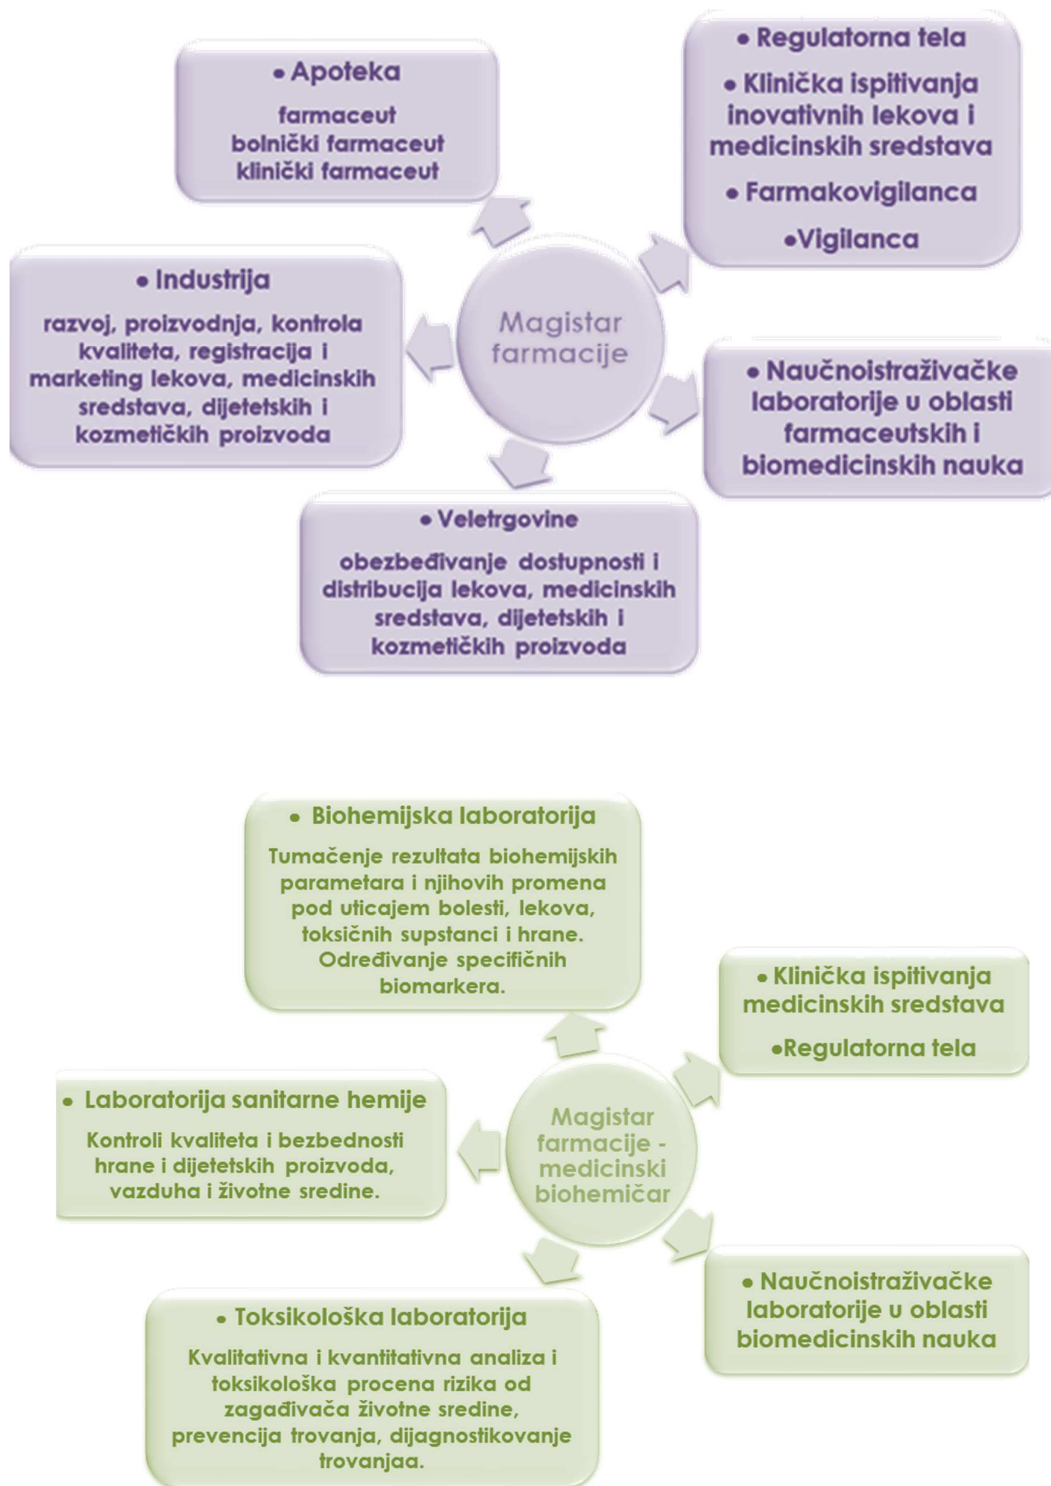 • Apoteka
farmaceut
bolnički farmaceut
klinički farmaceut
• Regulatorna tela
• Klinička ispitivanja
inovativnih lekova i
medicinskih sredstava
• Farmakovigilanca
•Vigilanca
• Industrija
razvoj, proizvodnja, kontrola
kvaliteta, registracija i
marketing lekova, medicinskih
sredstava, dijetetskih i
kozmetičkih proizvoda
Magistar
farmacije
• Naučnoistraživačke
laboratorije u oblasti
farmaceutskih i
biomedicinskih nauka
• Veletrgovine
obezbeđivanje dostupnosti i
distribucija lekova, medicinskih
sredstava, dijetetskih i
kozmetičkih proizvoda
• Biohemijska laboratorija
Tumačenje rezultata biohemijskih
parametara i njihovih promena
pod uticajem bolesti, lekova,
toksičnih supstanci i hrane.
Određivanje specifičnih
biomarkera.
• Klinička ispitivanja
medicinskih sredstava
•Regulatorna tela
• Laboratorija sanitarne hemije
Kontroli kvaliteta i bezbednosti
hrane i dijetetskih proizvoda,
vazduha i životne sredine.
Magistar
farmacije -
medicinski
biohemičar
• Naučnoistraživačke
laboratorije u oblasti
biomedicinskih nauka
• Toksikološka laboratorija
Kvalitativna i kvantitativna analiza i
toksikološka procena rizika od
zagađivača životne sredine,
prevencija trovanja, dijagnostikovanje
trovanjaa.